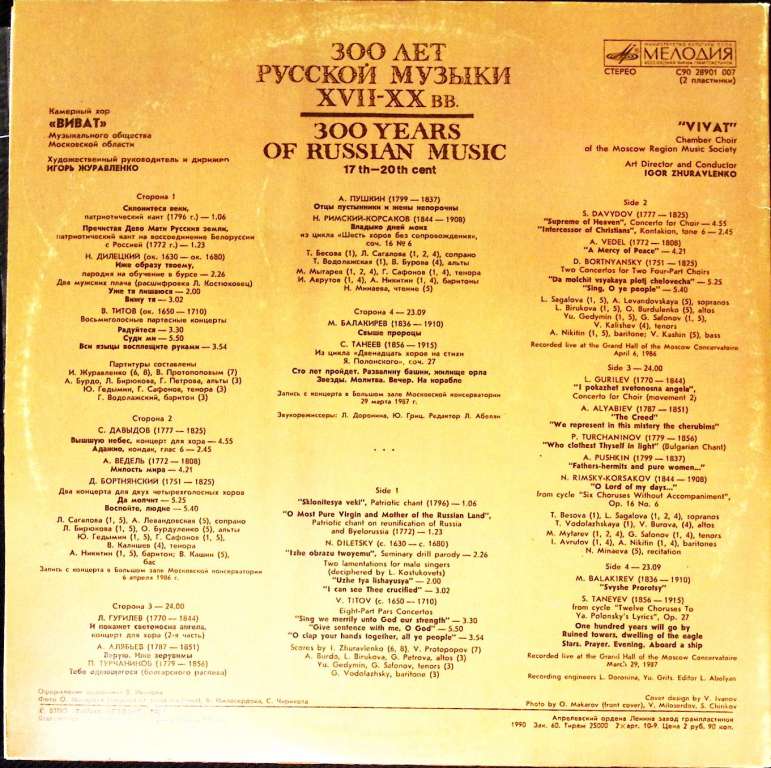 300 ЛЕТ
РУССКОЙ МУЗЫКИ
XVII-XX вв.
300 YEARS
OF RUSSIAN MUSIC
17 th—20 th cent
МИНИСТЕРСТВО КУЛЬТУРЫ СССР
МЕЛОДИЯ
ВСЕСОЮЗНАЯ ФИРМА ГРАМПЛАСТИНОК
СТЕРЕО
С90 28901 007
(2 пластинки)
Камерный хор
«ВИВАТ»
Музыкального общества
Московской области
Художественный руководитель и дирижер
ИГОРЬ ЖУРАВЛЕНКО
"VIVAT"
Chamber Choir
of the Moscow Region Music Society
Art Director and Conductor
IGOR ZHURAVLENKO
Сторона 1
Склонитеся веки,
патриотический кант (1796 г.) — 1.06
Пречистая Дево Мати Русския земли,
патриотический кант на воссоединение Белоруссии
с Россией (1772 г.) — 1.23
Н. ДИЛЕЦКИЙ (ок. 1630 — ок. 1680)
Иже образу твоему,
пародия на обучение в бурсе — 2.26
Два мужских плача (расшифровка Л. Костюковец)
Уже тя лишаюся — 2.00
Вижу тя — 3.02
В. ТИТОВ (ок. 1650 — 1710)
Восьмиголосные партесные концерты
Радуйтеся — 3.30
Суди ми — 5.50
Вси языцы восплещите руками — 3.54
Партитуры составлены
И. Журавленко (6, 8), В. Протопоповым (7)
А. Бурдо, Л. Бирюкова, Г. Петрова, альты (3)
Ю. Гедымин, Г. Сафонов, тенора (3)
Г. Водолажский, баритон (3)
Сторона 2
С. ДАВЫДОВ (1777 — 1825)
Вышшую небес, концерт для хора — 4.55
Адажио, кондак, глас 6 — 2.45
А. ВЕДЕЛЬ (1772 — 1808)
Милость мира — 4.21
Д. БОРТНЯНСКИЙ (1751 — 1825)
Два концерта для двух четырехголосных хоров
Да молчит — 5.25
Воспойте, людие — 5.40
Л. Сагалова (1, 5), А. Левандовская (5), сопрано
Л. Бирюкова (1, 5), О. Бурдуленко (5), альты
Ю. Гедымин (1, 5), Г. Сафонов (1, 5),
В. Калишев (4), тенора
А. Никитин (1, 5), баритон; В. Кашин (5),
бас
Запись с концерта в Большом зале Московской консерватории
6 апреля 1986 г.
Сторона 3 — 24.00
Л. ГУРИЛЕВ (1770 — 1844)
И покажет светоносна ангела,
концерт для хора (2-я часть)
А. АЛЯБЬЕВ (1787 — 1851)
Верую. Иже херувимы
П. ТУРЧАНИНОВ (1779 — 1856)
Тебе одеющагося (болгарского распева)
А. ПУШКИН (1799 — 1837)
Отцы пустынники и жены непорочны
Н. РИМСКИЙ-КОРСАКОВ (1844 — 1908)
Владыко дней моих
из цикла «Шесть хоров без сопровождения»,
соч. 16 № 6
Т. Бесова (1), Л. Сагалова (1, 2, 4), сопрано
Т. Водолажская (1), В. Бурова (4), альты
М. Мытарев (1, 2, 4), Г. Сафонов (1, 4), тенора
И. Аврутов (1, 4), А. Никитин (1, 4), баритоны
Н. Минаева, чтение (5)
Сторона 4 — 23.09
М. БАЛАКИРЕВ (1836 — 1910)
Свыше пророцы
С. ТАНЕЕВ (1856 — 1915)
Из цикла «Двенадцать хоров на стихи
Я. Полонского», соч. 27
Сто лет пройдет. Развалину башни, жилище орла
Звезды. Молитва. Вечер. На корабле
Запись с концерта в Большом зале Московской консерватории
29 марта 1987 г.
Звукорежиссеры: Л. Доронина, Ю. Гриц. Редактор Л. Абелян
. . .
Side 1
"Sklonitesya veki", Patriotic chant (1796) — 1.06
"O Most Pure Virgin and Mother of the Russian Land",
Patriotic chant on reunification of Russia
and Byelorussia (1772) — 1.23
N. DILETSKY (c. 1630 — c. 1680)
"Izhe obrazu twoyemu", Seminary drill parody — 2.26
Two lamentations for male singers
(deciphered by L. Kostukovets)
"Uzhe tya lishayusya" — 2.00
"I can see Thee crucified" — 3.02
V. TITOV (c. 1650 — 1710)
Eight-Part Pars Concertos
"Sing we merrily unto God our strength" — 3.30
"Give sentence with me, O God" — 5.50
"O clap your hands together, all ye people" — 3.54
Scores by I. Zhuravlenko (6, 8), V. Protopopov (7)
A. Burdo, L. Birukova, G. Petrova, altos (3)
Yu. Gedymin, G. Safonov, tenors (3)
G. Vodolazhsky, baritone (3)
Side 2
S. DAVYDOV (1777 — 1825)
"Supreme of Heaven", Concerto for Choir — 4.55
"Intercessor of Christians", Kontakion, tone 6 — 2.45
A. VEDEL (1772 — 1808)
"A Mercy of Peace" — 4.21
D. BORTNYANSKY (1751 — 1825)
Two Concertos for Two Four-Part Choirs
"Da molchit vsyakaya plotj chelovecha" — 5.25
"Sing, O ye people" — 5.40
L. Sagalova (1, 5), A. Levandovskaya (5), sopranos
L. Birukova (1, 5), O. Burdulenko (5), altos
Yu. Gedymin (1, 5), G. Safonov (1, 5),
V. Kalishev (4), tenors
A. Nikitin (1, 5), baritone; V. Kashin (5), bass
Recorded live at the Grand Hall of the Moscow Conservatoire
April 6, 1986
Side 3 — 24.00
L. GURILEV (1770 — 1844)
"I pokazhet svetonosna angela",
Concerto for Choir (movement 2)
A. ALYABIEV (1787 — 1851)
"The Creed"
"We represent in this mistery the cherubims"
P. TURCHANINOV (1779 — 1856)
"Who clothest Thyself in light" (Bulgarian Chant)
A. PUSHKIN (1799 — 1837)
"Fathers-hermits and pure women..."
N. RIMSKY-KORSAKOV (1844 — 1908)
"O Lord of my days..."
from cycle "Six Choruses Without Accompaniment",
Op. 16 No. 6
T. Besova (1), L. Sagalova (1, 2, 4), sopranos
T. Vodolazhskaya (1), V. Burova, (4), altos
M. Mytarev (1, 2, 4), G. Safonov (1, 4), tenors
I. Avrutov (1, 4), A. Nikitin (1, 4), baritones
N. Minaeva (5), recitation
Side 4 — 23.09
M. BALAKIREV (1836 — 1910)
"Svyshe Prorotsy"
S. TANEYEV (1856 — 1915)
from cycle "Twelve Choruses To
Ya. Polonsky's Lyrics", Op. 27
One hundred years will go by
Ruined towers, dwelling of the eagle
Stars. Prayer. Evening. Aboard a ship
Recorded live at the Grand Hall of the Moscow Conservatoire
March 29, 1987
Recording engineers L. Doronina, Yu. Grits. Editor L. Abelyan
Оформление художника В. Иванова
Фото О. Макарова В. Милосердова, С. Чиркова
Cover design by V. Ivanov
Photo by O. Makarov (front cover), V. Miloserdov, S. Chirikov
Апрелевский ордена Ленина завод грампластинок
1990 Зак. 60. Тираж 25000 2 × арт. 10-9. Цена 2 руб. 90 коп.